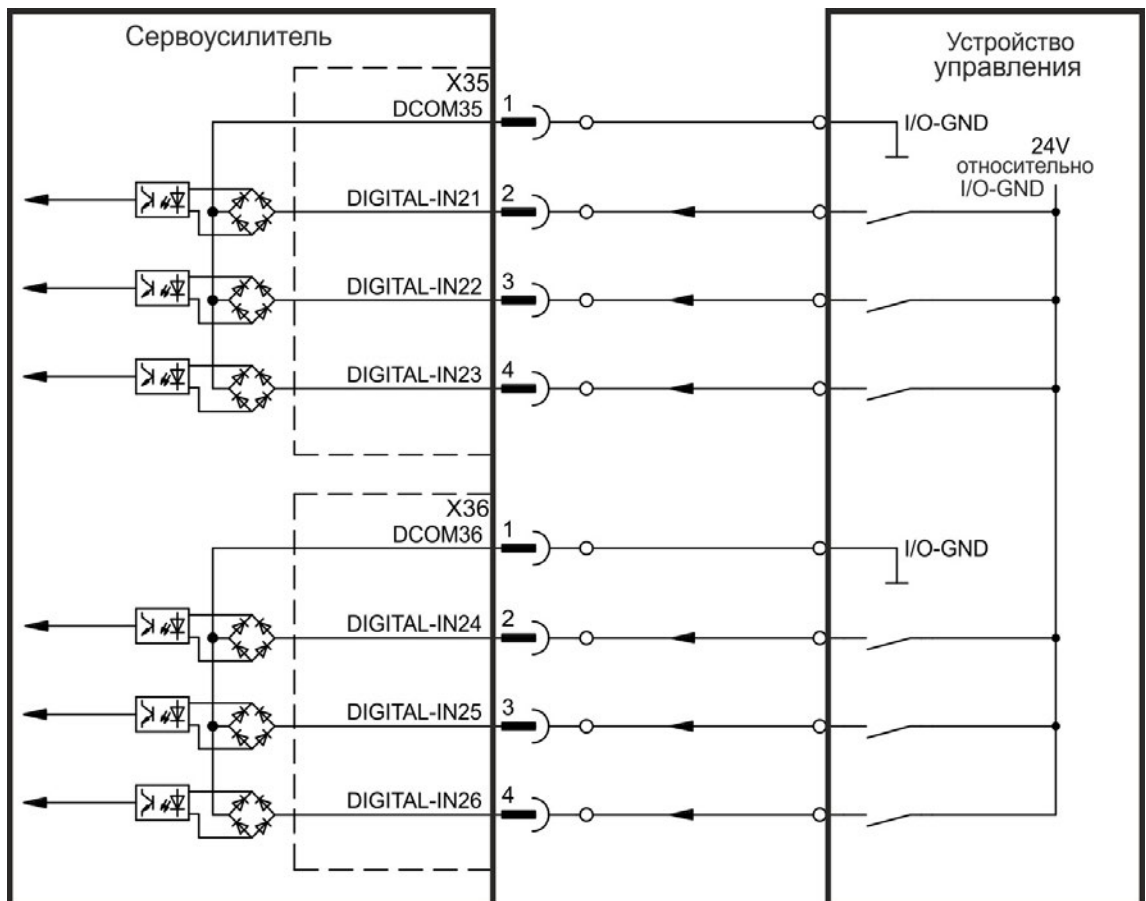 Сервоусилитель
Устройство
управления
X35
DCOM35
1
I/O-GND
24V
относительно
I/O-GND
DIGITAL-IN21
2
DIGITAL-IN22
3
DIGITAL-IN23
4
X36
DCOM36
1
I/O-GND
DIGITAL-IN24
2
DIGITAL-IN25
3
DIGITAL-IN26
4